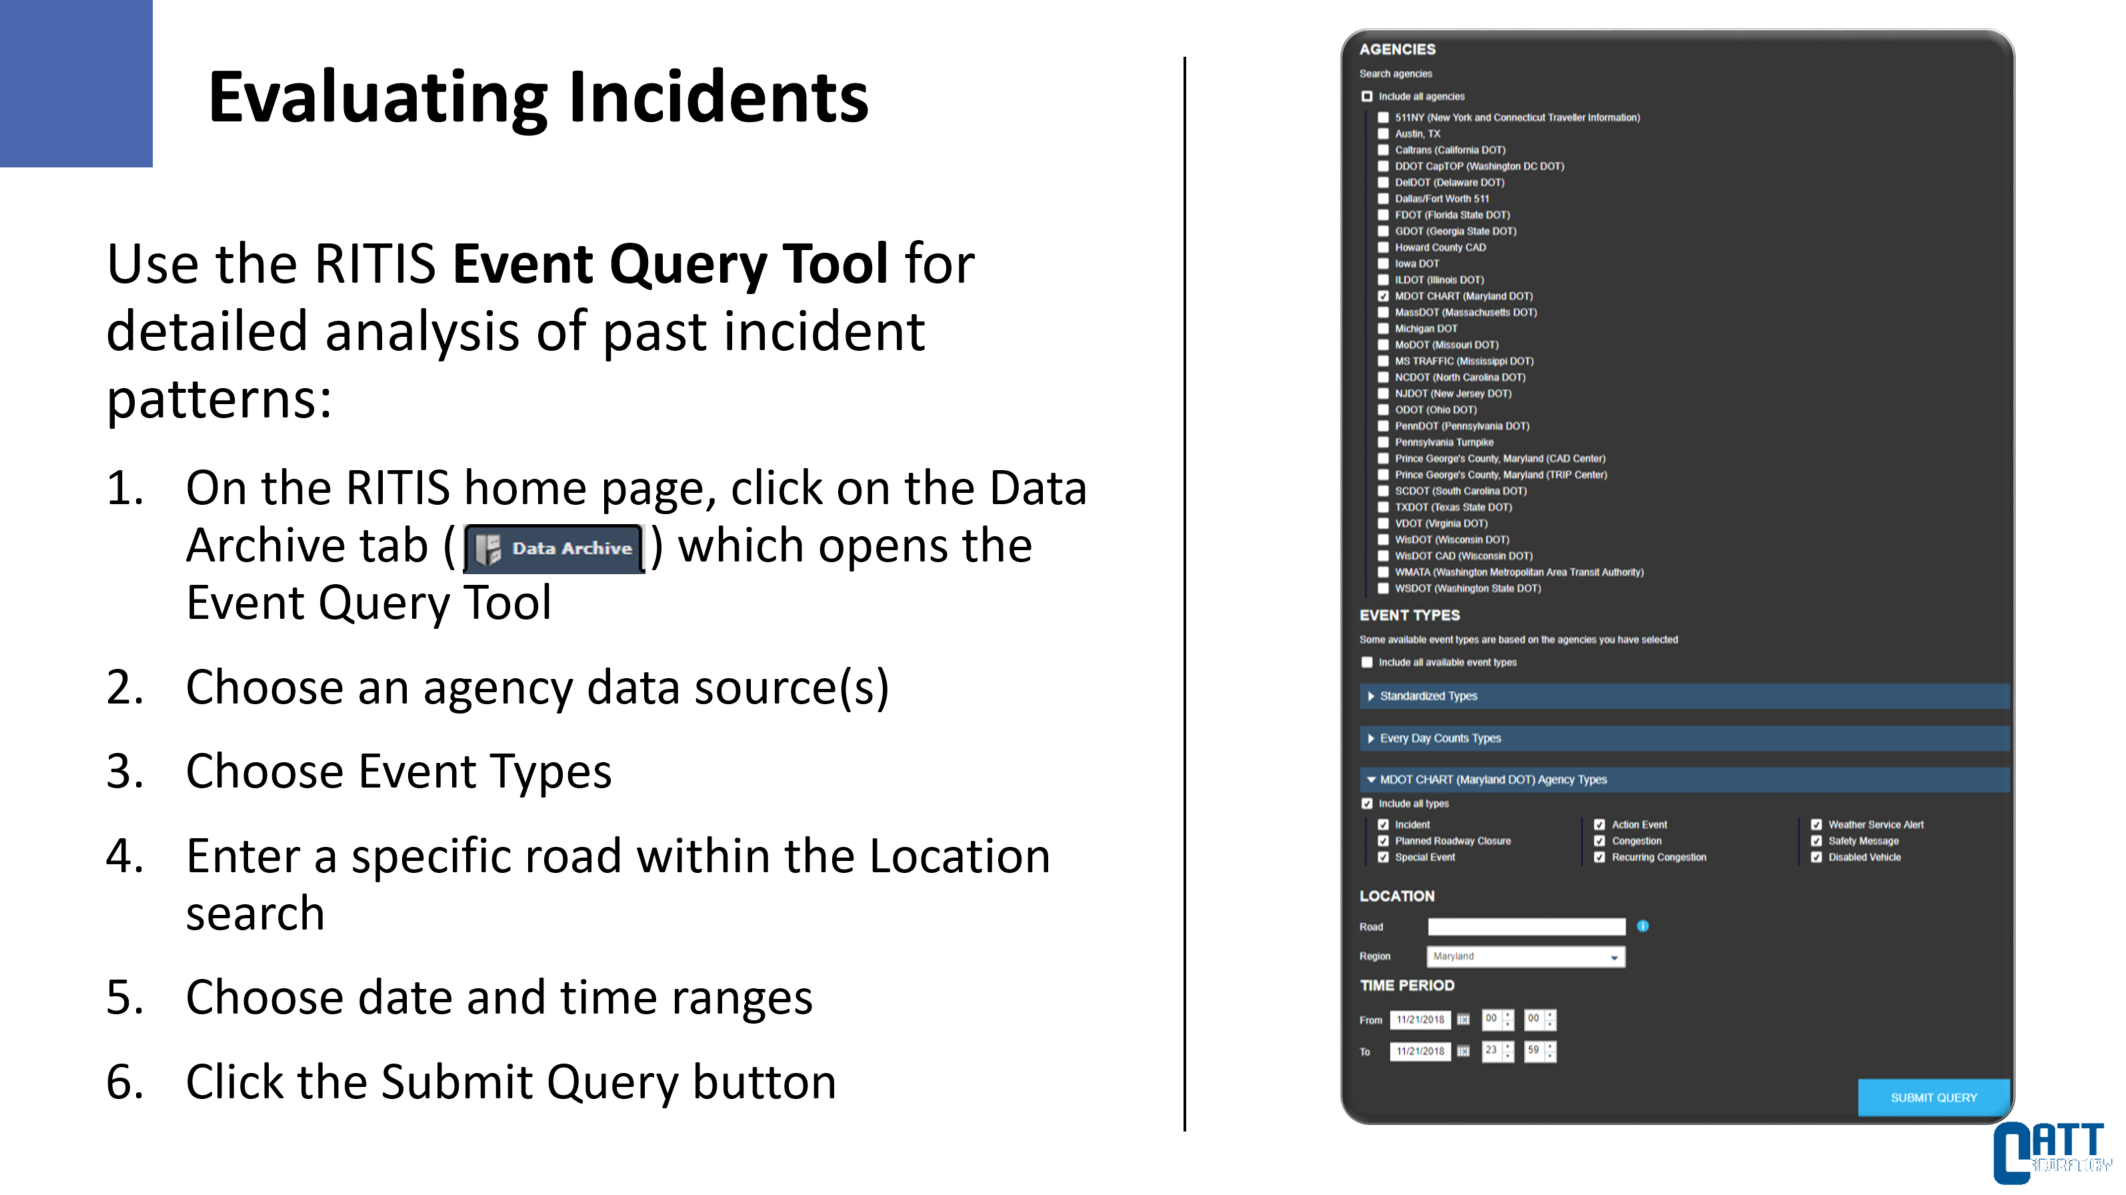 Evaluating Incidents
Use the RITIS Event Query Tool for
detailed analysis of past incident
patterns:
1. On the RITIS home page, click on the Data
Archive tab ( Data Archive ) which opens the
Event Query Tool
2. Choose an agency data source(s)
3. Choose Event Types
4. Enter a specific road within the Location
search
5. Choose date and time ranges
6. Click the Submit Query button
AGENCIES
Search agencies
Include all agencies
511NY (New York and Connecticut Traveller Information)
Austin, TX
Caltrans (California DOT)
DDOT CapTOP (Washington DC DOT)
DelDOT (Delaware DOT)
Dallas/Fort Worth 511
FDOT (Florida State DOT)
GDOT (Georgia State DOT)
Howard County CAD
Iowa DOT
ILDOT (Illinois DOT)
MDOT CHART (Maryland DOT)
MassDOT (Massachusetts DOT)
Michigan DOT
MoDOT (Missouri DOT)
MS TRAFFIC (Mississippi DOT)
NCDOT (North Carolina DOT)
NJDOT (New Jersey DOT)
ODOT (Ohio DOT)
PennDOT (Pennsylvania DOT)
Pennsylvania Turnpike
Prince George's County, Maryland (CAD Center)
Prince George's County, Maryland (TRIP Center)
SCDOT (South Carolina DOT)
TXDOT (Texas State DOT)
VDOT (Virginia DOT)
WisDOT (Wisconsin DOT)
WisDOT CAD (Wisconsin DOT)
WMATA (Washington Metropolitan Area Transit Authority)
WSDOT (Washington State DOT)
EVENT TYPES
Some available event types are based on the agencies you have selected
Include all available event types
Standardized Types
Every Day Counts Types
MDOT CHART (Maryland DOT) Agency Types
Include all types
Incident Action Event Weather Service Alert
Planned Roadway Closure Congestion Safety Message
Special Event Recurring Congestion Disabled Vehicle
LOCATION
Road
Region Maryland
TIME PERIOD
From 11/21/2018 00 00
To 11/21/2018 23 59
SUBMIT QUERY
CATT
LABORATORY